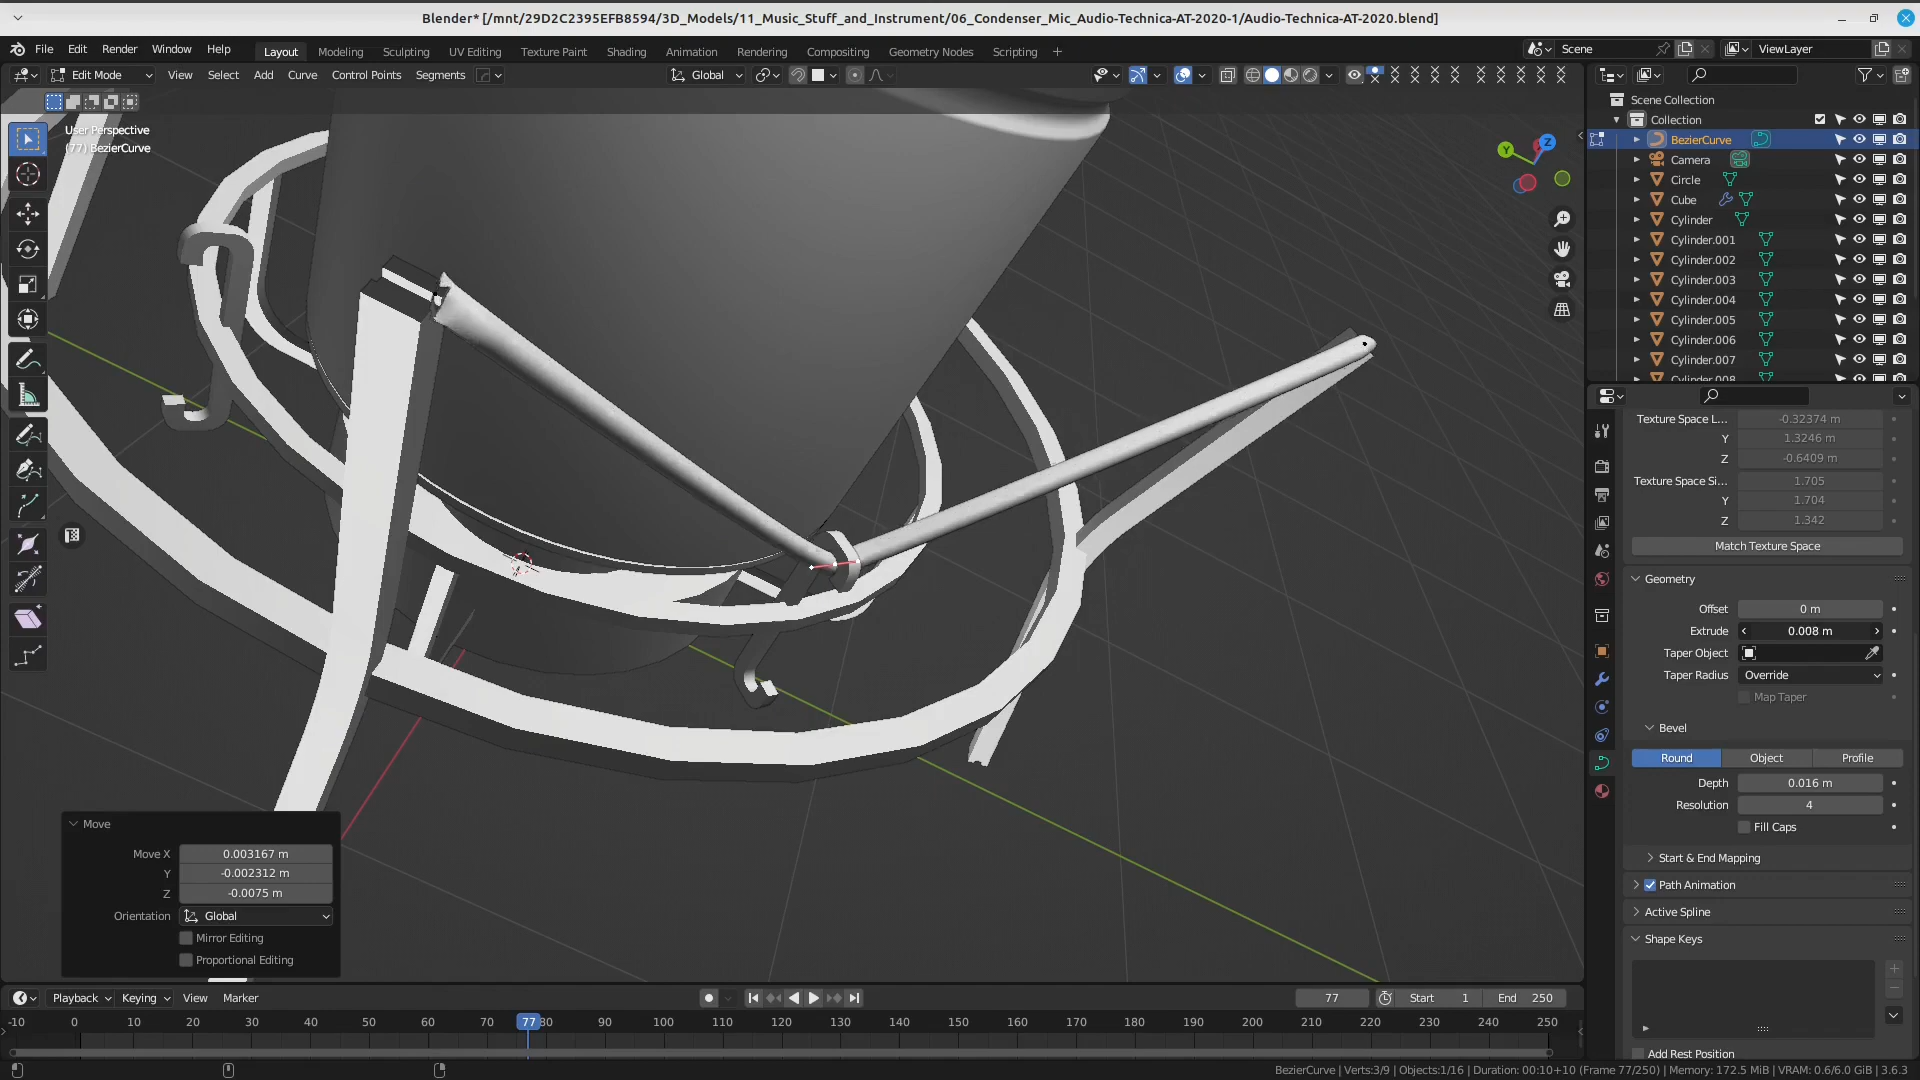 Blender* [/mnt/29D2C2395EFB8594/3D_Models/11_Music_Stuff_and_Instrument/06_Condenser_Mic_Audio-Technica-AT-2020-1/Audio-Technica-AT-2020.blend]
File Edit Render Window Help Layout Modeling Sculpting UV Editing Texture Paint Shading Animation Rendering Compositing Geometry Nodes Scripting + Scene ViewLayer
Edit Mode View Select Add Curve Control Points Segments Global
User Perspective
(77) BezierCurve
Z
Y
Scene Collection
Collection
BezierCurve
Camera
Circle
Cube
Cylinder
Cylinder.001
Cylinder.002
Cylinder.003
Cylinder.004
Cylinder.005
Cylinder.006
Cylinder.007
Cylinder.008
Texture Space L... -0.32374 m
Y 1.3246 m
Z -0.6409 m
Texture Space Si... 1.705
Y 1.704
Z 1.342
Match Texture Space
Geometry
Offset 0 m
Extrude 0.008 m
Taper Object
Taper Radius Override
Map Taper
Bevel
Round Object Profile
Depth 0.016 m
Resolution 4
Fill Caps
Start & End Mapping
Path Animation
Active Spline
Shape Keys
Add Rest Position
Move
Move X 0.003167 m
Y -0.002312 m
Z -0.0075 m
Orientation Global
Mirror Editing
Proportional Editing
Playback Keying View Marker 77 Start 1 End 250
-10 0 10 20 30 40 50 60 70 77 80 90 100 110 120 130 140 150 160 170 180 190 200 210 220 230 240 250
BezierCurve | Verts:3/9 | Objects:1/16 | Duration: 00:10+10 (Frame 77/250) | Memory: 172.5 MiB | VRAM: 0.6/6.0 GiB | 3.6.3